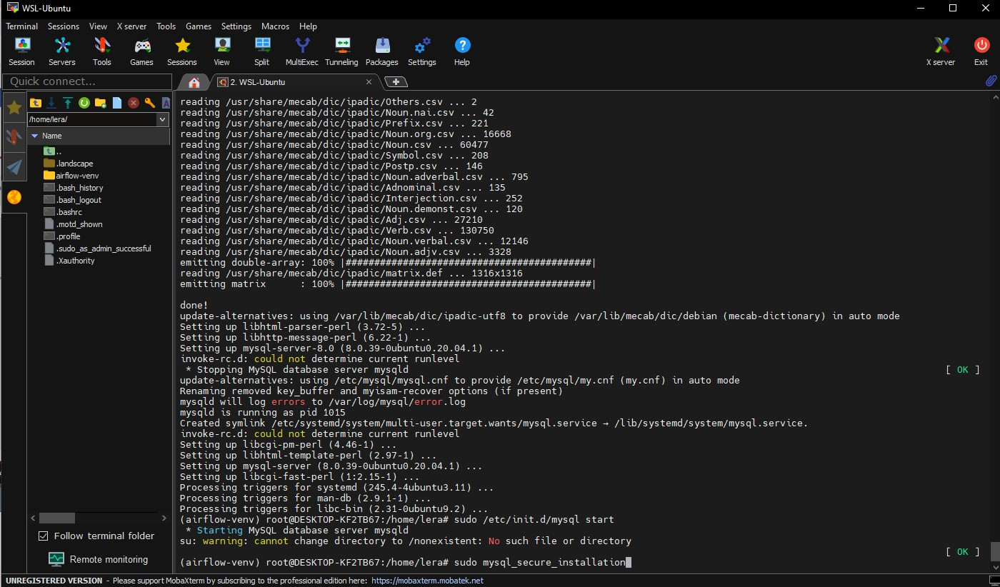 WSL-Ubuntu
Terminal Sessions View X server Tools Games Settings Macros Help
Session Servers Tools Games Sessions View Split MultiExec Tunneling Packages Settings Help X server Exit
Quick connect...
2. WSL-Ubuntu
/home/lera/
Name
..
.landscape
airflow-venv
.bash_history
.bash_logout
.bashrc
.motd_shown
.profile
.sudo_as_admin_successful
.Xauthority
Follow terminal folder
Remote monitoring
reading /usr/share/mecab/dic/ipadic/Others.csv ... 2
reading /usr/share/mecab/dic/ipadic/Noun.nai.csv ... 42
reading /usr/share/mecab/dic/ipadic/Prefix.csv ... 221
reading /usr/share/mecab/dic/ipadic/Noun.org.csv ... 16668
reading /usr/share/mecab/dic/ipadic/Noun.csv ... 60477
reading /usr/share/mecab/dic/ipadic/Symbol.csv ... 208
reading /usr/share/mecab/dic/ipadic/Postp.csv ... 146
reading /usr/share/mecab/dic/ipadic/Noun.adverbal.csv ... 795
reading /usr/share/mecab/dic/ipadic/Adnominal.csv ... 135
reading /usr/share/mecab/dic/ipadic/Interjection.csv ... 252
reading /usr/share/mecab/dic/ipadic/Noun.demonst.csv ... 120
reading /usr/share/mecab/dic/ipadic/Adj.csv ... 27210
reading /usr/share/mecab/dic/ipadic/Verb.csv ... 130750
reading /usr/share/mecab/dic/ipadic/Noun.verbal.csv ... 12146
reading /usr/share/mecab/dic/ipadic/Noun.adjv.csv ... 3328
emitting double-array: 100% |###########################################|
reading /usr/share/mecab/dic/ipadic/matrix.def ... 1316x1316
emitting matrix      : 100% |###########################################|
done!
update-alternatives: using /var/lib/mecab/dic/ipadic-utf8 to provide /var/lib/mecab/dic/debian (mecab-dictionary) in auto mode
Setting up libhtml-parser-perl (3.72-5) ...
Setting up libhttp-message-perl (6.22-1) ...
Setting up mysql-server-8.0 (8.0.39-0ubuntu0.20.04.1) ...
invoke-rc.d: could not determine current runlevel
* Stopping MySQL database server mysqld [ OK ]
update-alternatives: using /etc/mysql/mysql.cnf to provide /etc/mysql/my.cnf (my.cnf) in auto mode
Renaming removed key_buffer and myisam-recover options (if present)
mysqld will log errors to /var/log/mysql/error.log
mysqld is running as pid 1015
Created symlink /etc/systemd/system/multi-user.target.wants/mysql.service → /lib/systemd/system/mysql.service.
invoke-rc.d: could not determine current runlevel
Setting up libcgi-pm-perl (4.46-1) ...
Setting up libhtml-template-perl (2.97-1) ...
Setting up mysql-server (8.0.39-0ubuntu0.20.04.1) ...
Setting up libcgi-fast-perl (1:2.15-1) ...
Processing triggers for systemd (245.4-4ubuntu3.11) ...
Processing triggers for man-db (2.9.1-1) ...
Processing triggers for libc-bin (2.31-0ubuntu9.2) ...
(airflow-venv) root@DESKTOP-KF2TB67:/home/lera# sudo /etc/init.d/mysql start
* Starting MySQL database server mysqld
su: warning: cannot change directory to /nonexistent: No such file or directory
[ OK ]
(airflow-venv) root@DESKTOP-KF2TB67:/home/lera# sudo mysql_secure_installation
UNREGISTERED VERSION - Please support MobaXterm by subscribing to the professional edition here: https://mobaxterm.mobatek.net